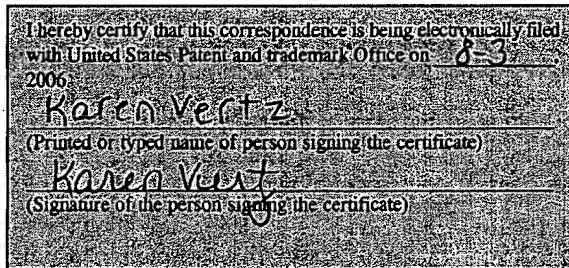 I hereby certify that this correspondence is being electronically filed
with United States Patent and trademark Office on 8-3,
2006.
Karen Vertz
(Printed or typed name of person signing the certificate)
Karen Vertz
(Signature of the person signing the certificate)